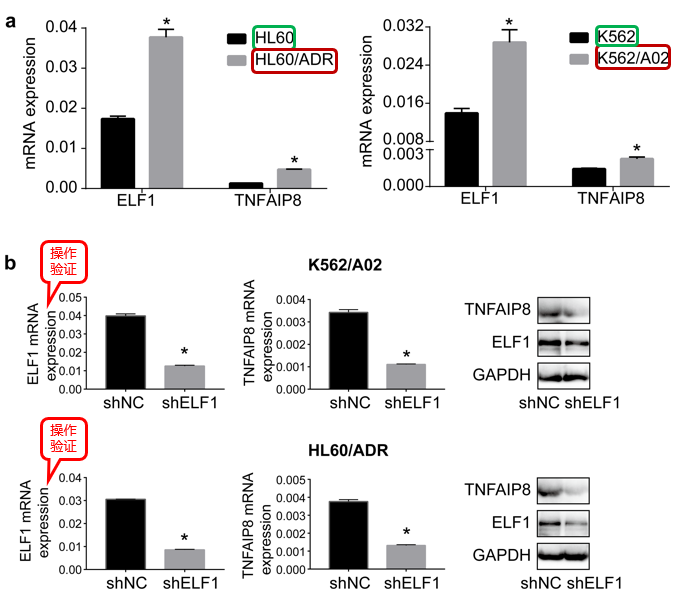 a
mRNA expression
0.04
0.03
0.02
0.01
0.00
*
*
ELF1
TNFAIP8
HL60
HL60/ADR
mRNA expression
0.032
0.024
0.016
0.008
0.003
0.000
*
*
ELF1
TNFAIP8
K562
K562/A02
b
操作
验证
K562/A02
ELF1 mRNA
expression
0.05
0.04
0.03
0.02
0.01
0.00
*
shNC shELF1
TNFAIP8 mRNA
expression
0.004
0.003
0.002
0.001
0.000
*
shNC shELF1
TNFAIP8
ELF1
GAPDH
shNC shELF1
操作
验证
HL60/ADR
ELF1 mRNA
expression
0.04
0.03
0.02
0.01
0.00
*
shNC shELF1
TNFAIP8 mRNA
expression
0.005
0.004
0.003
0.002
0.001
0.000
*
shNC shELF1
TNFAIP8
ELF1
GAPDH
shNC shELF1